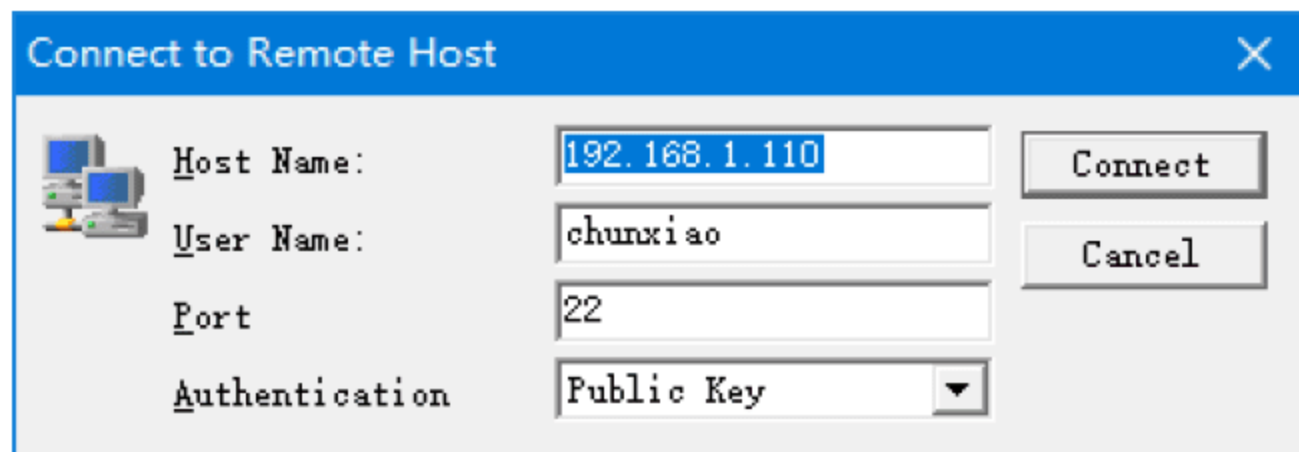 Connect to Remote Host
Host Name: 192.168.1.110 Connect
User Name: chunxiao Cancel
Port 22
Authentication Public Key